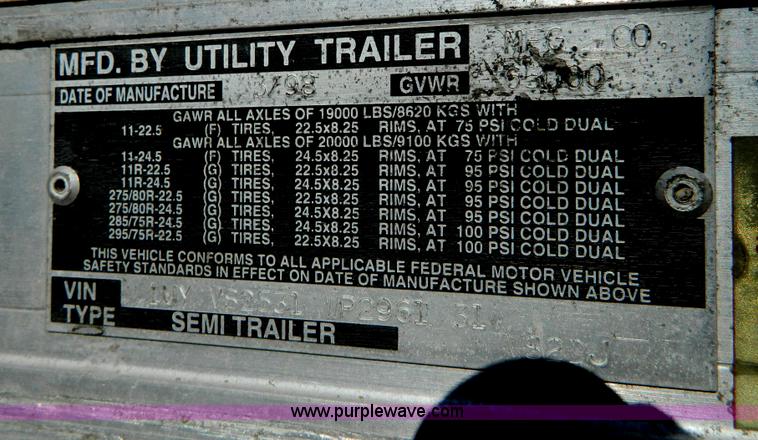 MFD. BY UTILITY TRAILER MFG. CO.
DATE OF MANUFACTURE 3/98 GVWR
GAWR ALL AXLES OF 19000 LBS/8620 KGS WITH
11-22.5 (F) TIRES, 22.5x8.25 RIMS, AT 75 PSI COLD DUAL
GAWR ALL AXLES OF 20000 LBS/9100 KGS WITH
13-24.5 (F) TIRES, 24.5x8.25 RIMS, AT 75 PSI COLD DUAL
11R-22.5 (G) TIRES, 22.5x8.25 RIMS, AT 95 PSI COLD DUAL
11R-24.5 (G) TIRES, 24.5X8.25 RIMS, AT 95 PSI COLD DUAL
275/80R-22.5 (G) TIRES, 22.5x8.25 RIMS, AT 95 PSI COLD DUAL
275/80R-24.5 (G) TIRES, 24.5X8.25 RIMS, AT 95 PSI COLD DUAL
285/75R-24.5 (G) TIRES, 24.5X8.25 RIMS, AT 100 PSI COLD DUAL
295/75R-22.5 (G) TIRES, 22.5X8.25 RIMS, AT 100 PSI COLD DUAL
THIS VEHICLE CONFORMS TO ALL APPLICABLE FEDERAL MOTOR VEHICLE
SAFETY STANDARDS IN EFFECT ON DATE OF MANUFACTURE SHOWN ABOVE
VIN
TYPE SEMI TRAILER
www.purplewave.com